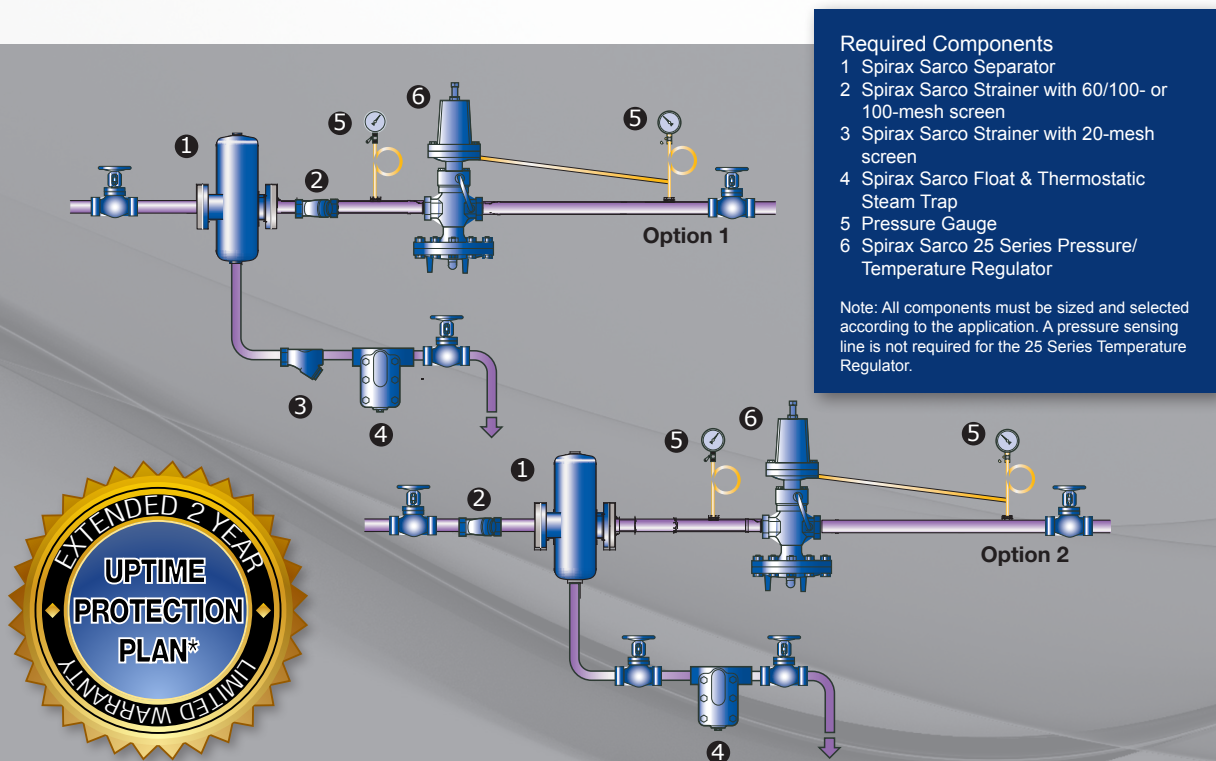 Required Components
1 Spirax Sarco Separator
2 Spirax Sarco Strainer with 60/100- or
100-mesh screen
3 Spirax Sarco Strainer with 20-mesh
screen
4 Spirax Sarco Float & Thermostatic
Steam Trap
5 Pressure Gauge
6 Spirax Sarco 25 Series Pressure/
Temperature Regulator
Note: All components must be sized and selected
according to the application. A pressure sensing
line is not required for the 25 Series Temperature
Regulator.
6
5
5
1
2
Option 1
3
4
6
5
5
1
2
Option 2
4
EXTENDED 2 YEAR
UPTIME
PROTECTION
PLAN*
LIMITED WARRANTY